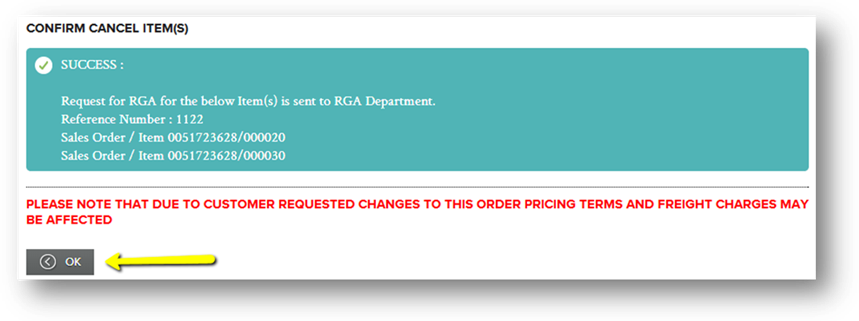 CONFIRM CANCEL ITEM(S)
SUCCESS :
Request for RGA for the below Item(s) is sent to RGA Department.
Reference Number : 1122
Sales Order / Item 0051723628/000020
Sales Order / Item 0051723628/000030
PLEASE NOTE THAT DUE TO CUSTOMER REQUESTED CHANGES TO THIS ORDER PRICING TERMS AND FREIGHT CHARGES MAY
BE AFFECTED
OK